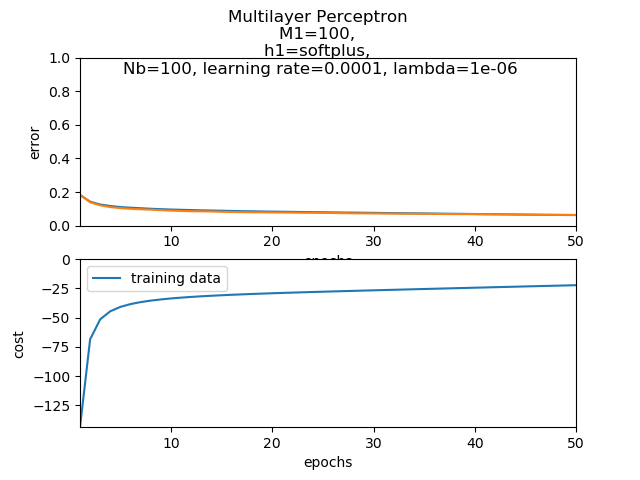 Multilayer Perceptron
M1=100,
h1=softplus,
Nb=100, learning rate=0.0001, lambda=1e-06
1.0
0.8
0.6
0.4
0.2
0.0
error
10 20 30 40 50
epochs
0
−25
−50
−75
−100
−125
cost
training data
10 20 30 40 50
epochs